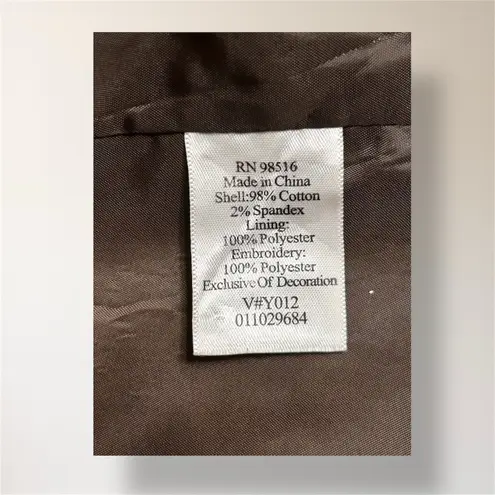 RN 98516
Made in China
Shell:98% Cotton
2% Spandex
Lining:
100% Polyester
Embroidery:
100% Polyester
Exclusive Of Decoration
V#Y012
011029684